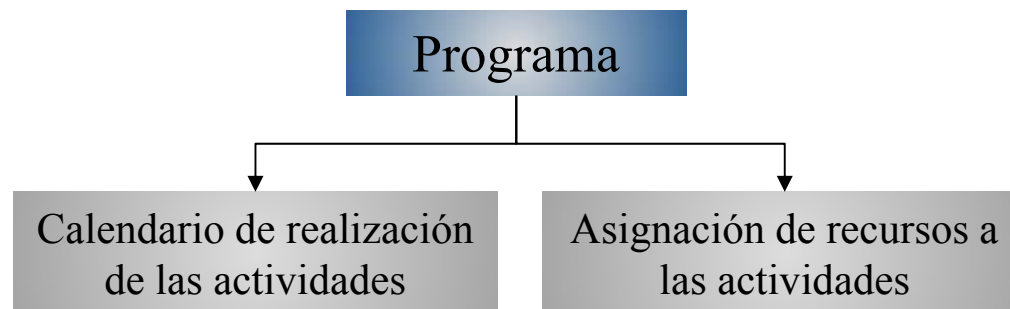 Programa
Calendario de realización
de las actividades
Asignación de recursos a
las actividades